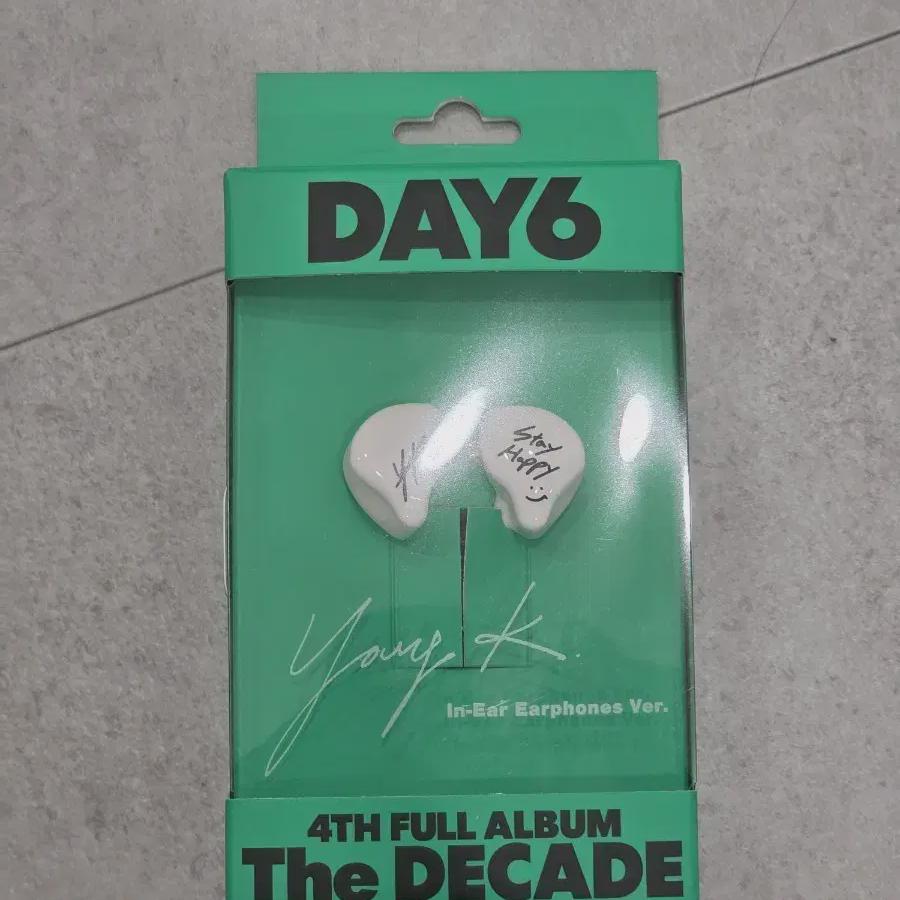 DAY6
Stay
Happy
:)
Young K.
In-Ear Earphones Ver.
4TH FULL ALBUM
The DECADE